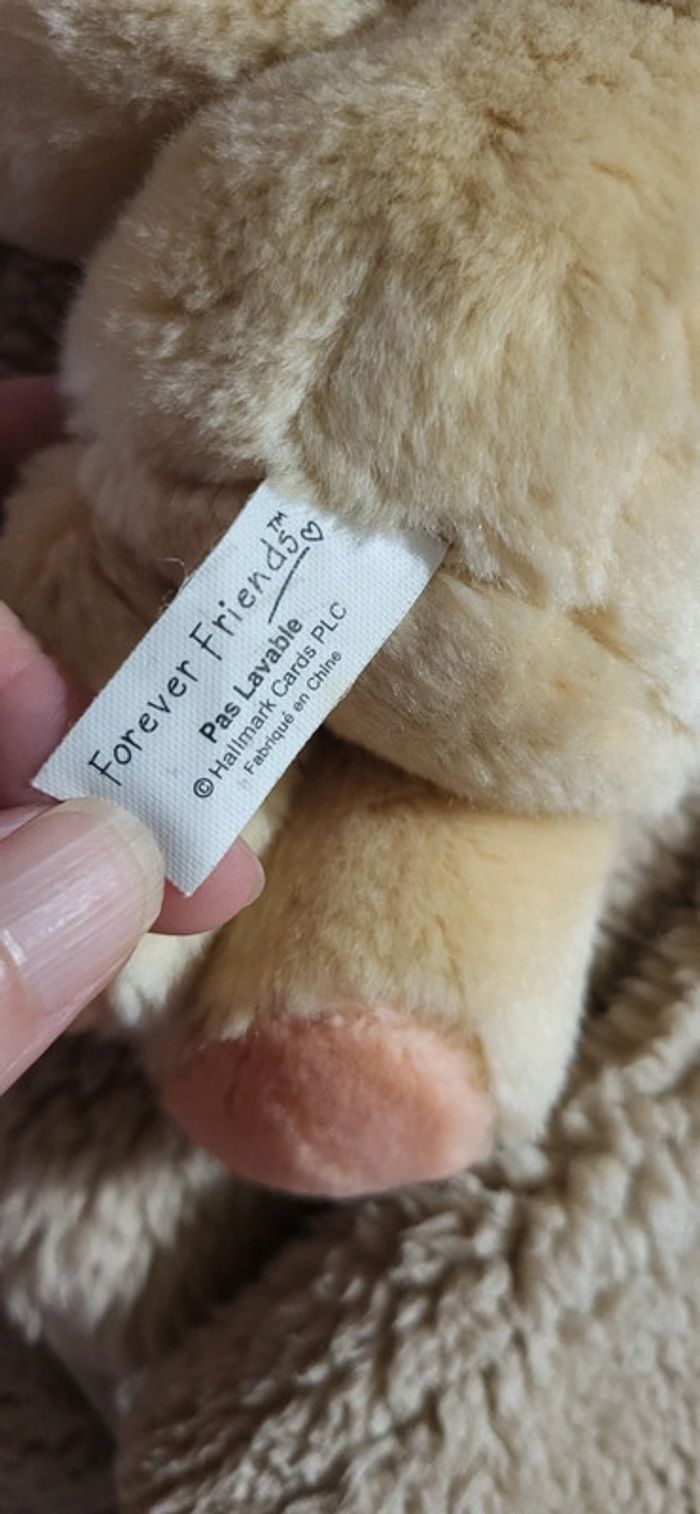 Forever Friends™♡
Pas Lavable
©Hallmark Cards PLC
Fabriqué en Chine